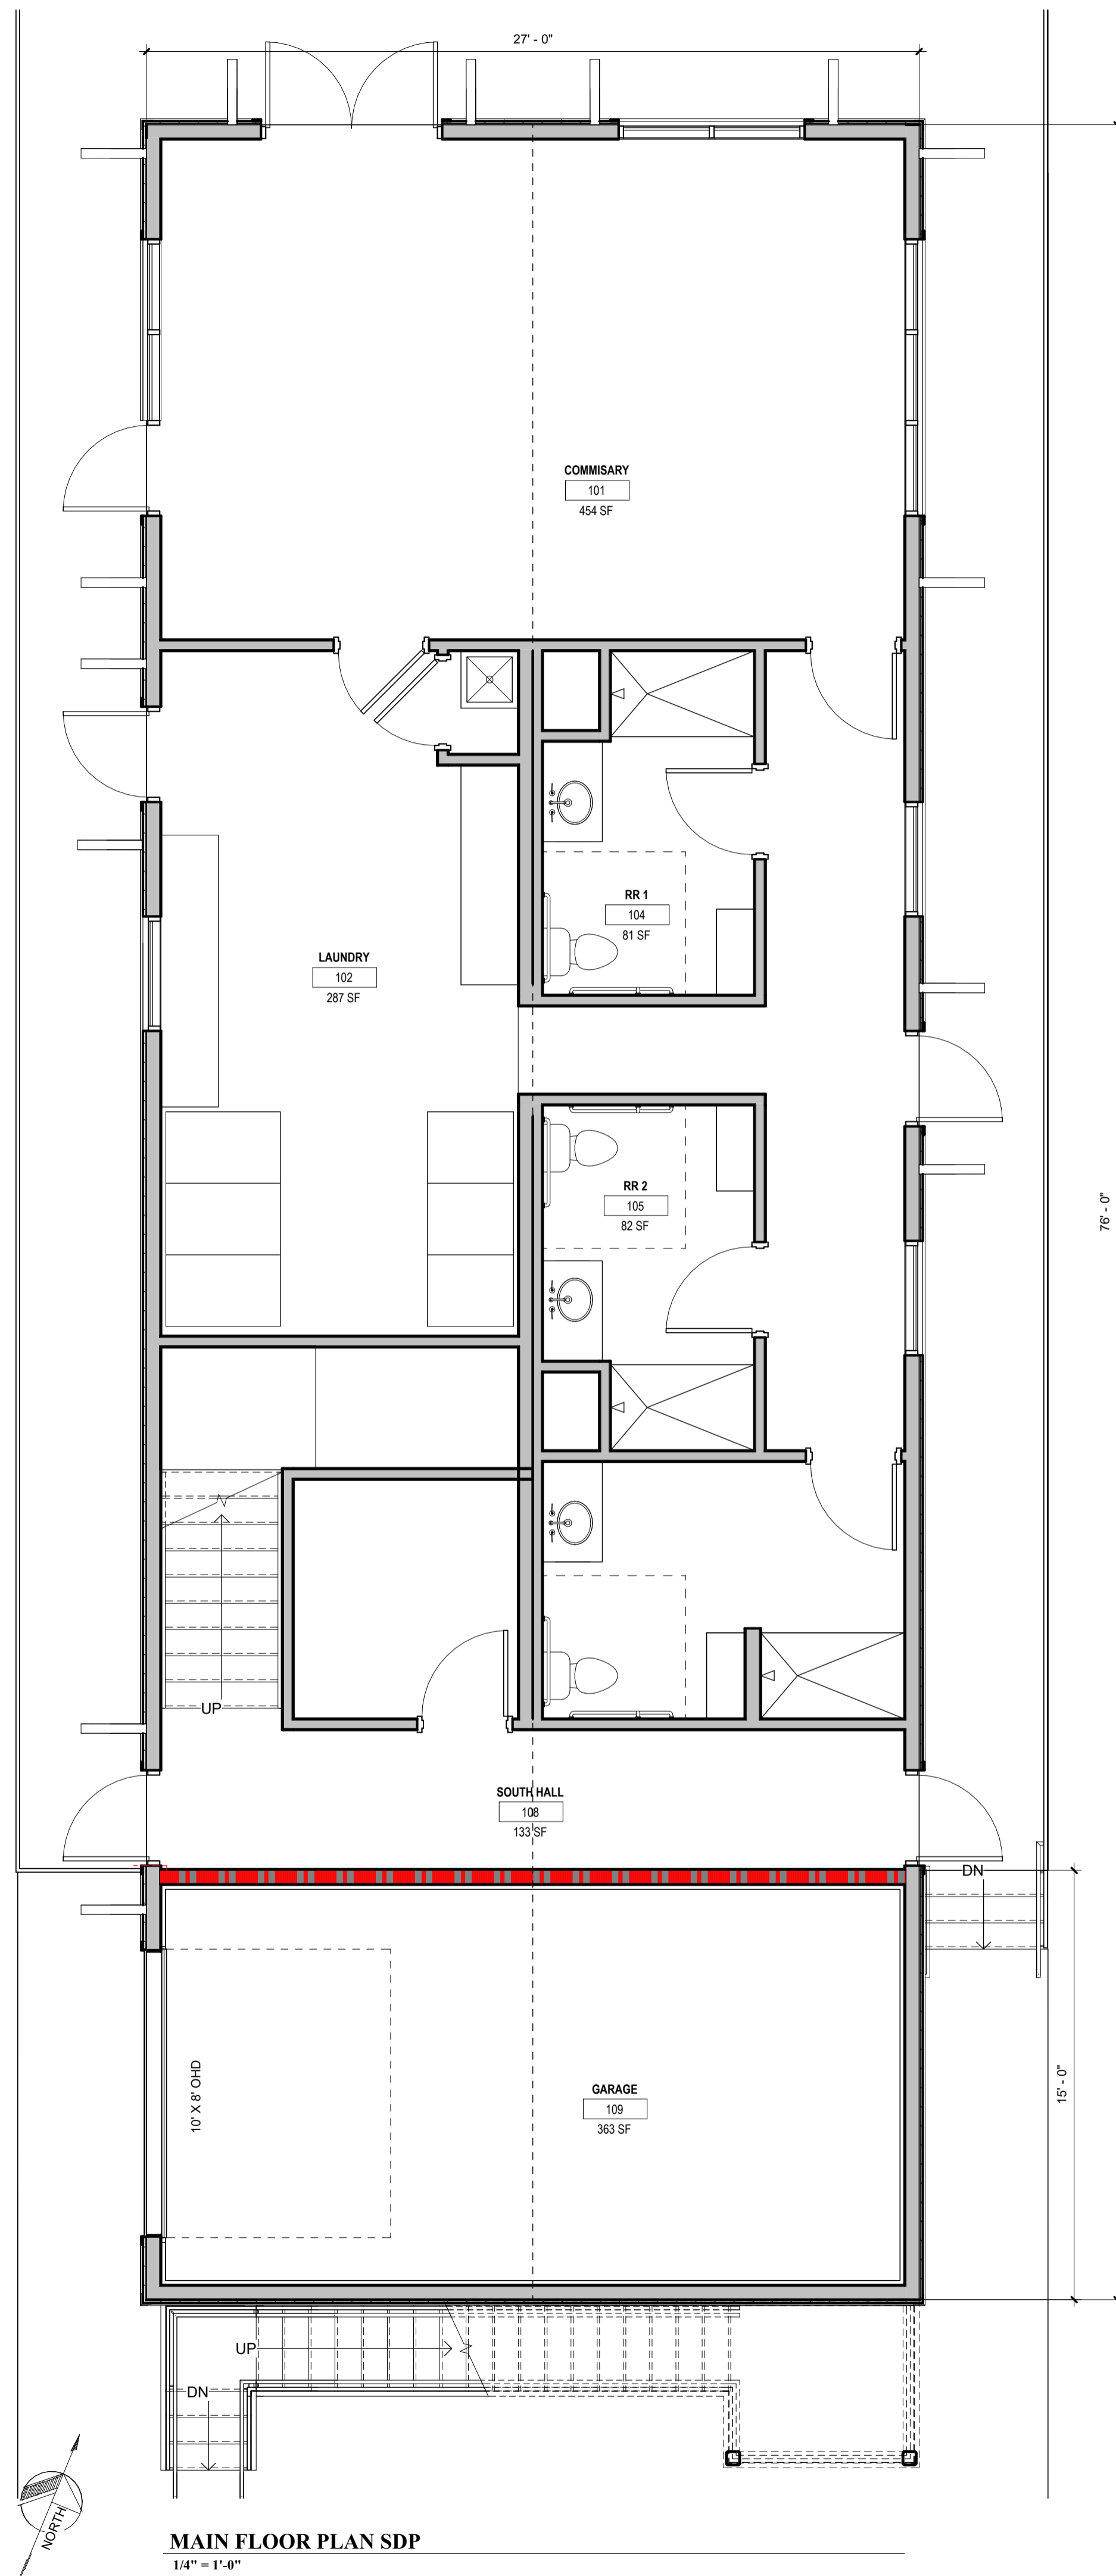 27' - 0"
COMMISARY
101
454 SF
RR 1
104
81 SF
LAUNDRY
102
287 SF
RR 2
105
82 SF
76' - 0"
UP
SOUTH HALL
108
133 SF
DN
10' X 8' OHD
GARAGE
109
363 SF
15' - 0"
UP
DN
NORTH
MAIN FLOOR PLAN SDP
1/4" = 1'-0"